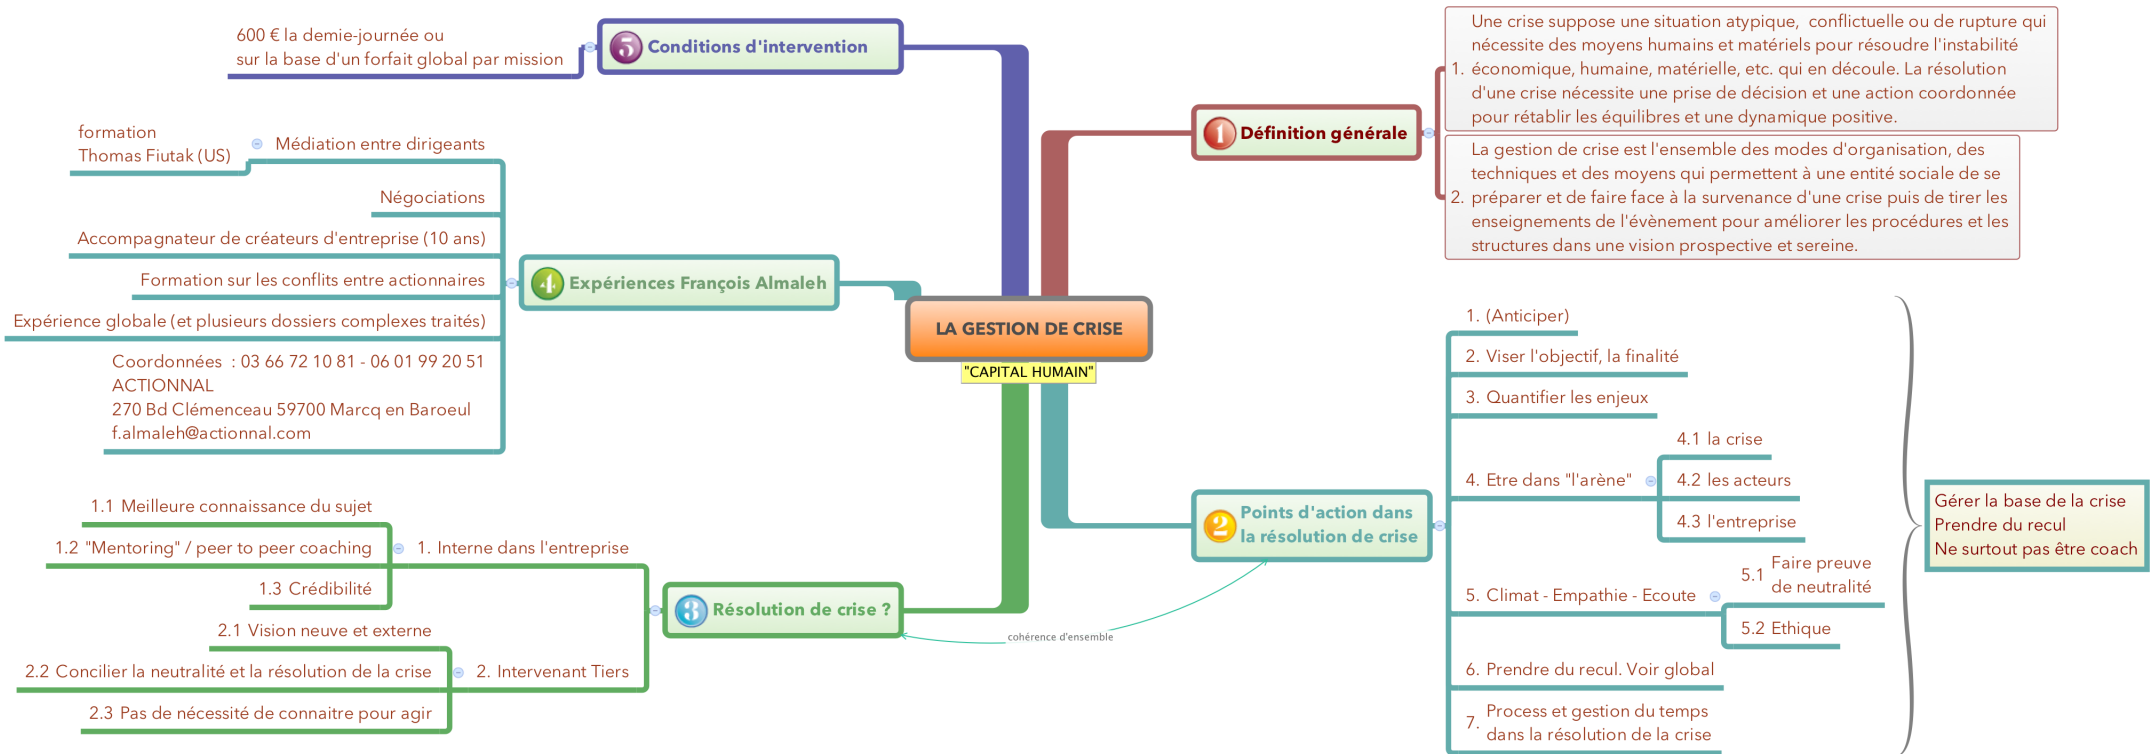 LA GESTION DE CRISE
"CAPITAL HUMAIN"
1 Définition générale
1. Une crise suppose une situation atypique, conflictuelle ou de rupture qui
nécessite des moyens humains et matériels pour résoudre l'instabilité
économique, humaine, matérielle, etc. qui en découle. La résolution
d'une crise nécessite une prise de décision et une action coordonnée
pour rétablir les équilibres et une dynamique positive.
2. La gestion de crise est l'ensemble des modes d'organisation, des
techniques et des moyens qui permettent à une entité sociale de se
préparer et de faire face à la survenance d'une crise puis de tirer les
enseignements de l'évènement pour améliorer les procédures et les
structures dans une vision prospective et sereine.
2 Points d'action dans
la résolution de crise
1. (Anticiper)
2. Viser l'objectif, la finalité
3. Quantifier les enjeux
4. Etre dans "l'arène"
4.1 la crise
4.2 les acteurs
4.3 l'entreprise
5. Climat - Empathie - Ecoute
5.1 Faire preuve
de neutralité
5.2 Ethique
6. Prendre du recul. Voir global
7. Process et gestion du temps
dans la résolution de la crise
Gérer la base de la crise
Prendre du recul
Ne surtout pas être coach
cohérence d'ensemble
3 Résolution de crise ?
1. Interne dans l'entreprise
1.1 Meilleure connaissance du sujet
1.2 "Mentoring" / peer to peer coaching
1.3 Crédibilité
2. Intervenant Tiers
2.1 Vision neuve et externe
2.2 Concilier la neutralité et la résolution de la crise
2.3 Pas de nécessité de connaitre pour agir
4 Expériences François Almaleh
Médiation entre dirigeants
formation
Thomas Fiutak (US)
Négociations
Accompagnateur de créateurs d'entreprise (10 ans)
Formation sur les conflits entre actionnaires
Expérience globale (et plusieurs dossiers complexes traités)
Coordonnées : 03 66 72 10 81 - 06 01 99 20 51
ACTIONNAL
270 Bd Clémenceau 59700 Marcq en Baroeul
f.almaleh@actionnal.com
5 Conditions d'intervention
600 € la demie-journée ou
sur la base d'un forfait global par mission